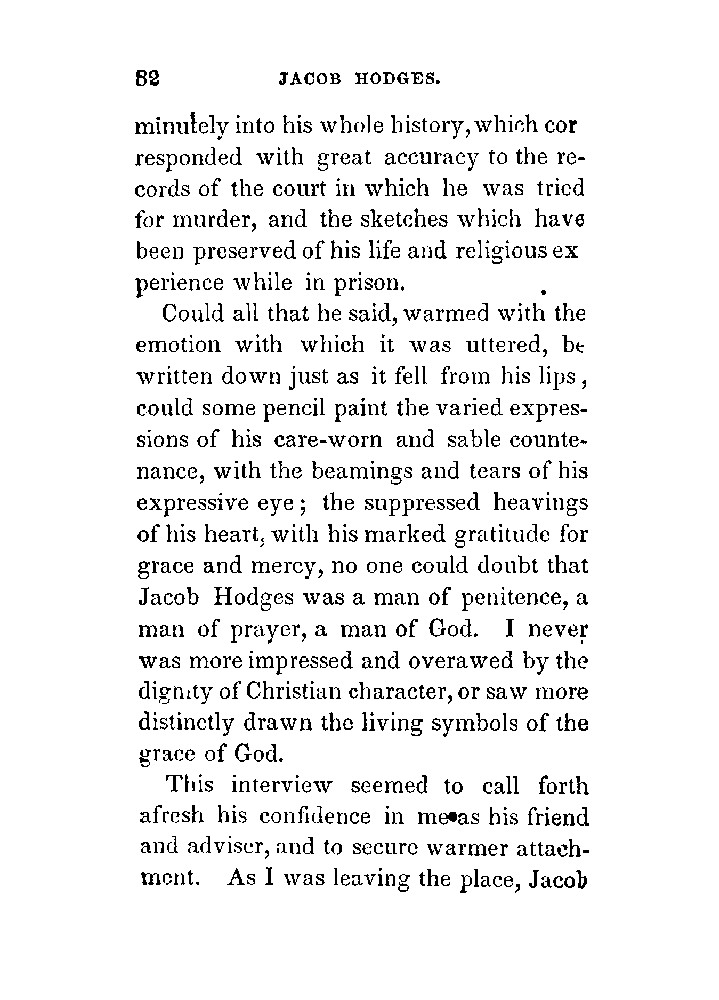 82 JACOB HODGES.
minutely into his whole history, which cor
responded with great accuracy to the re-
cords of the court in which he was tried
for murder, and the sketches which have
been preserved of his life and religious ex
perience while in prison.
Could all that he said, warmed with the
emotion with which it was uttered, be
written down just as it fell from his lips,
could some pencil paint the varied expres-
sions of his care-worn and sable counte-
nance, with the beamings and tears of his
expressive eye; the suppressed heavings
of his heart, with his marked gratitude for
grace and mercy, no one could doubt that
Jacob Hodges was a man of penitence, a
man of prayer, a man of God. I never
was more impressed and overawed by the
dignity of Christian character, or saw more
distinctly drawn the living symbols of the
grace of God.
This interview seemed to call forth
afresh his confidence in me as his friend
and adviser, and to secure warmer attach-
ment. As I was leaving the place, Jacob